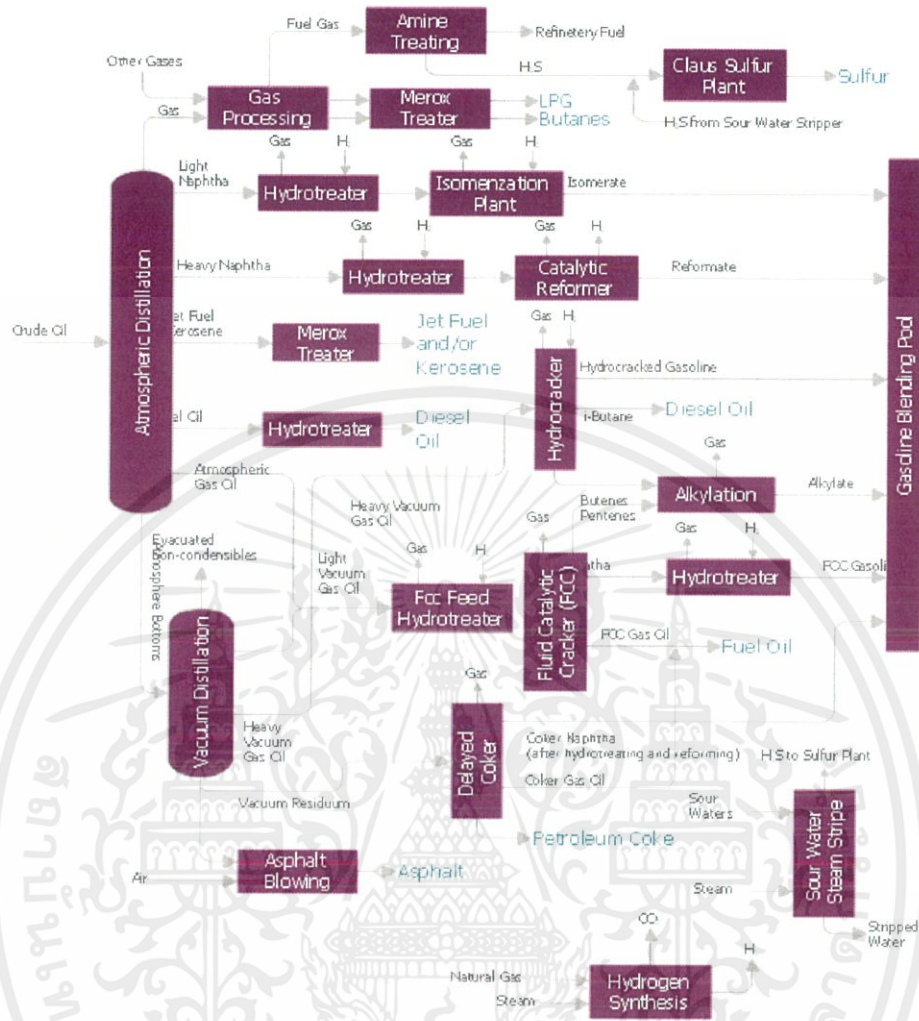 Fuel Gas
Amine
Treating
Refinetery Fuel
Other Gases
H₂S
Claus Sulfur
Plant
Sulfur
Gas
Gas
Processing
Merox
Treater
LPG
Butanes
H₂S from Sour Water Stripper
Gas
H₂
Gas
H₂
Light
Naphtha
Hydrotreater
Isomenzation
Plant
Isomerate
Gas
H₂
Gas
H₂
Heavy Naphtha
Hydrotreater
Catalytic
Reformer
Reformate
Crude Oil
Atmospheric Distillation
Jet Fuel
Kerosene
Merox
Treater
Jet Fuel
and/or
Kerosene
Gas
H₂
Hydrocracker
Hydrocracked Gasoline
i-Butane
Diesel Oil
Gasoline Blending Pool
el Oil
Hydrotreater
Diesel
Oil
Atmospheric
Gas Oil
Gas
Butenes
Pentenes
Alkylation
Alkylate
Heavy Vacuum
Gas Oil
Evacuated
Non-condensibles
Atmosphere Bottoms
Light
Vacuum
Gas Oil
Gas
H₂
Fcc Feed
Hydrotreater
Gas
Fluid Catalytic
Cracker (FCC)
atha
Gas
H₂
Hydrotreater
FCC Gasoli
FCC Gas Oil
Fuel Oil
Vacuum Distillation
Heavy
Vacuum
Gas Oil
Gas
Delayed
Coker
Coker Naphtha
(after hydrotreating and reforming)
Coker Gas Oil
H₂S to Sulfur Plant
Vacuum Residuum
Sour
Waters
Petroleum Coke
Air
Asphalt
Blowing
Asphalt
Steam
Sour Water
Steam Stripe
Stripped
Water
CO
H₂
Natural Gas
Steam
Hydrogen
Synthesis